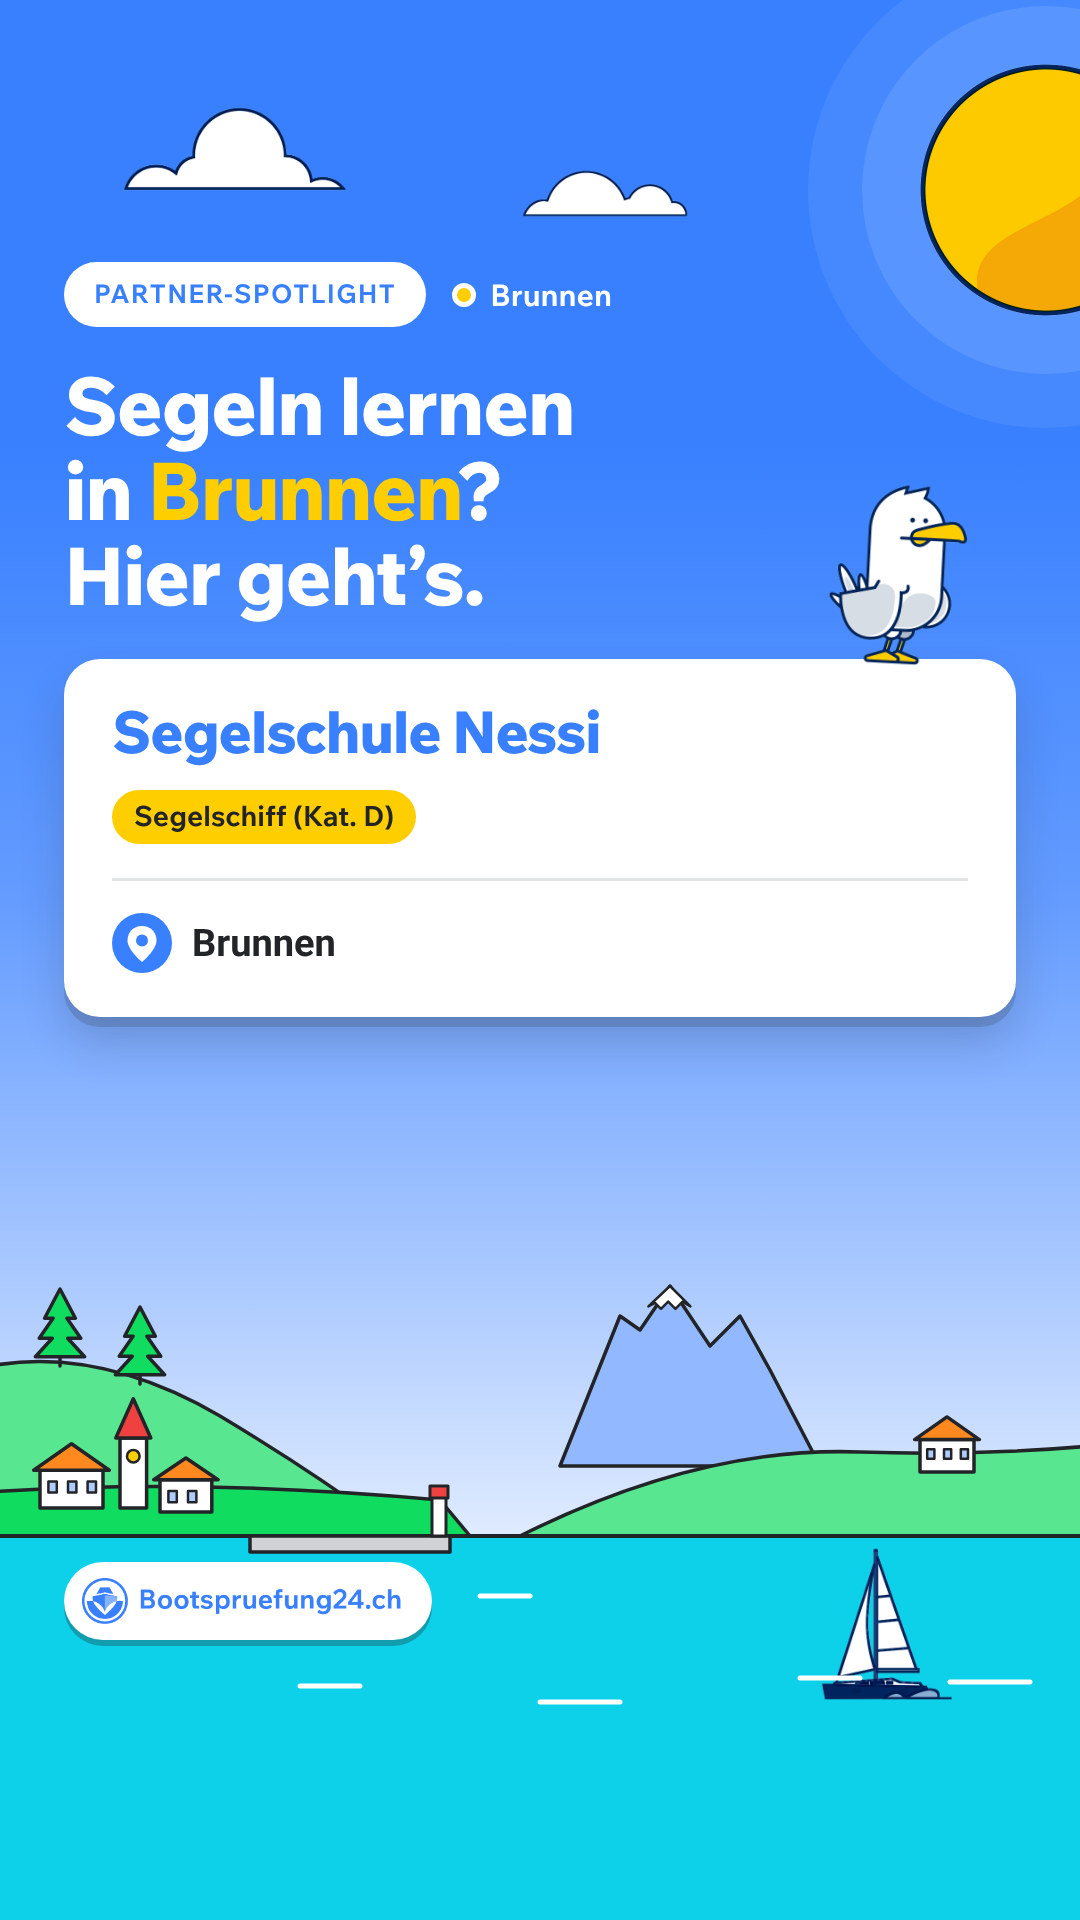 PARTNER-SPOTLIGHT
Brunnen
Segeln lernen
in Brunnen?
Hier geht’s.
Segelschule Nessi
Segelschiff (Kat. D)
Brunnen
Bootspruefung24.ch